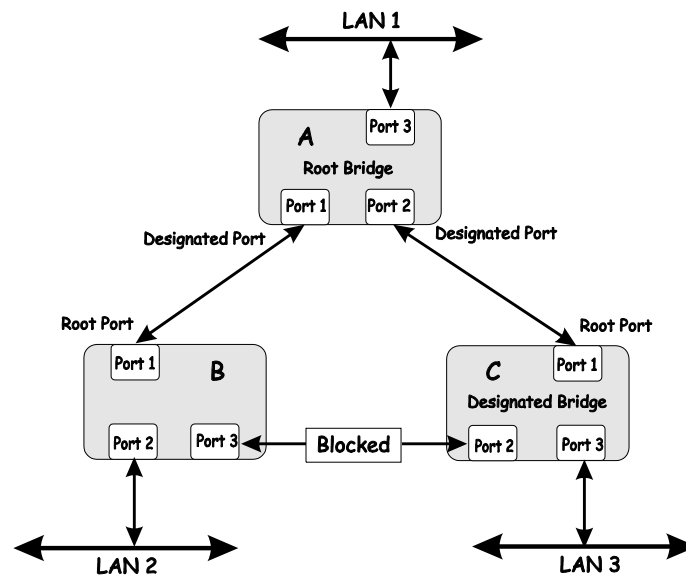 LAN 1
Port 3
A
Root Bridge
Port 1
Port 2
Designated Port
Designated Port
Root Port
Root Port
Port 1
B
C
Port 1
Designated Bridge
Port 2
Port 3
Blocked
Port 2
Port 3
LAN 2
LAN 3